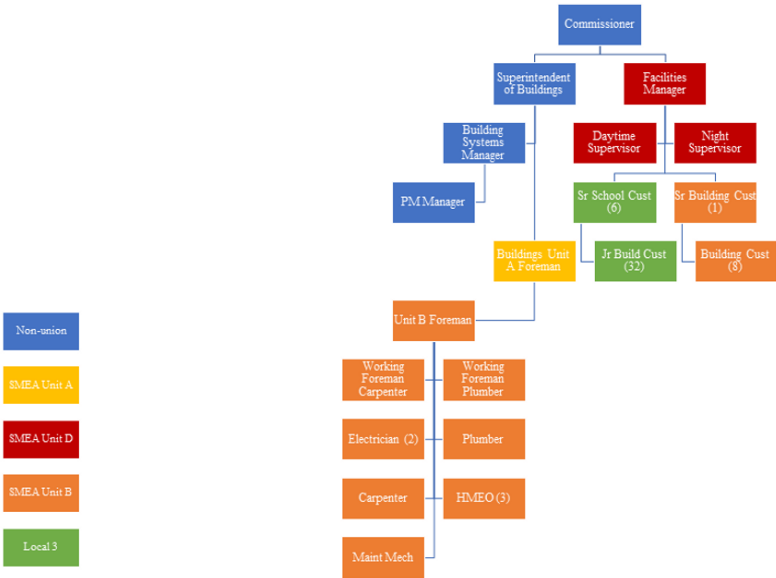 Commissioner
Superintendent
of Buildings
Facilities
Manager
Building
Systems
Manager
Daytime
Supervisor
Night
Supervisor
PM Manager
Sr School Cust
(6)
Sr Building Cust
(1)
Buildings Unit
A Foreman
Jr Build Cust
(32)
Building Cust
(8)
Unit B Foreman
Non-union
Working
Foreman
Carpenter
Working
Foreman
Plumber
SMEA Unit A
SMEA Unit D
Electrician (2)
Plumber
SMEA Unit B
Carpenter
HMEO (3)
Local 3
Maint Mech